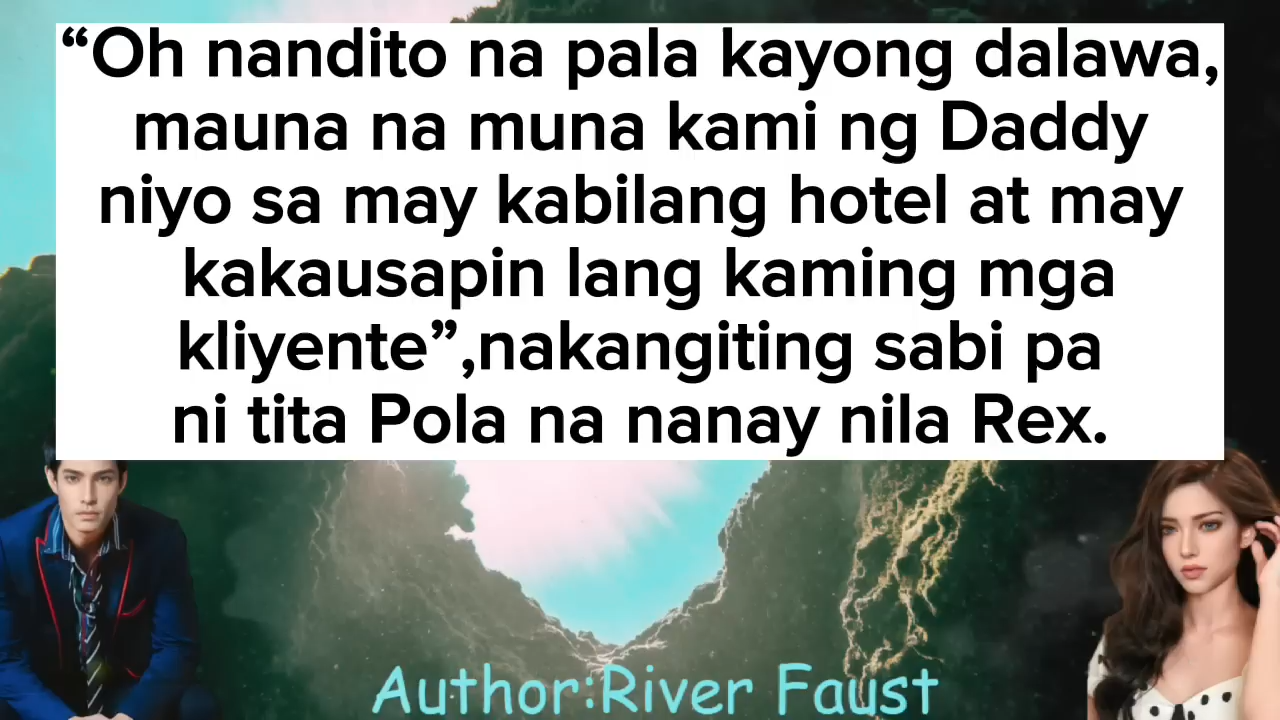 “Oh nandito na pala kayong dalawa,
mauna na muna kami ng Daddy
niyo sa may kabilang hotel at may
kakausapin lang kaming mga
kliyente”,nakangiting sabi pa
ni tita Pola na nanay nila Rex.
Author:River Faust